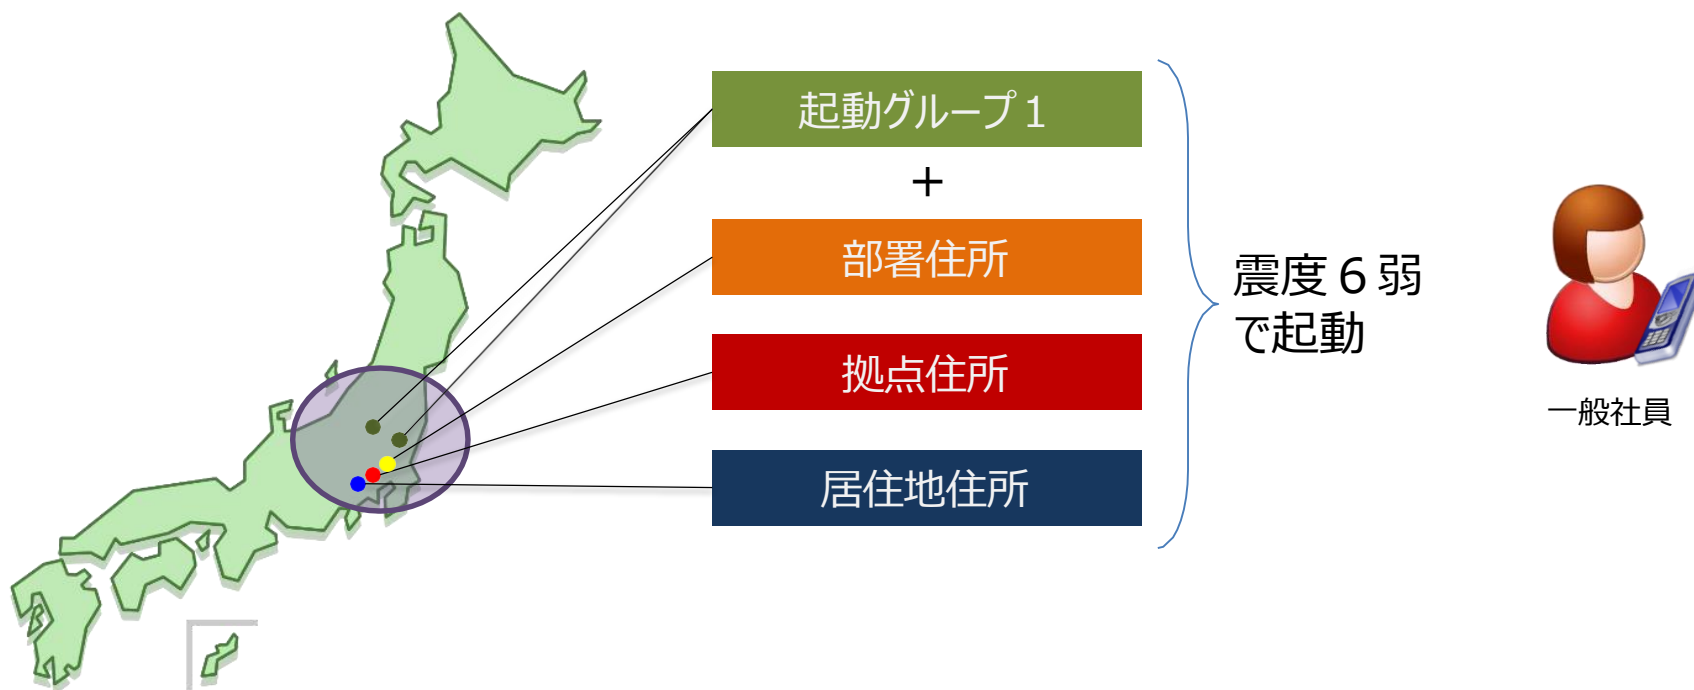 起動グループ１
＋
部署住所
拠点住所
居住地住所
震度６弱
で起動
一般社員